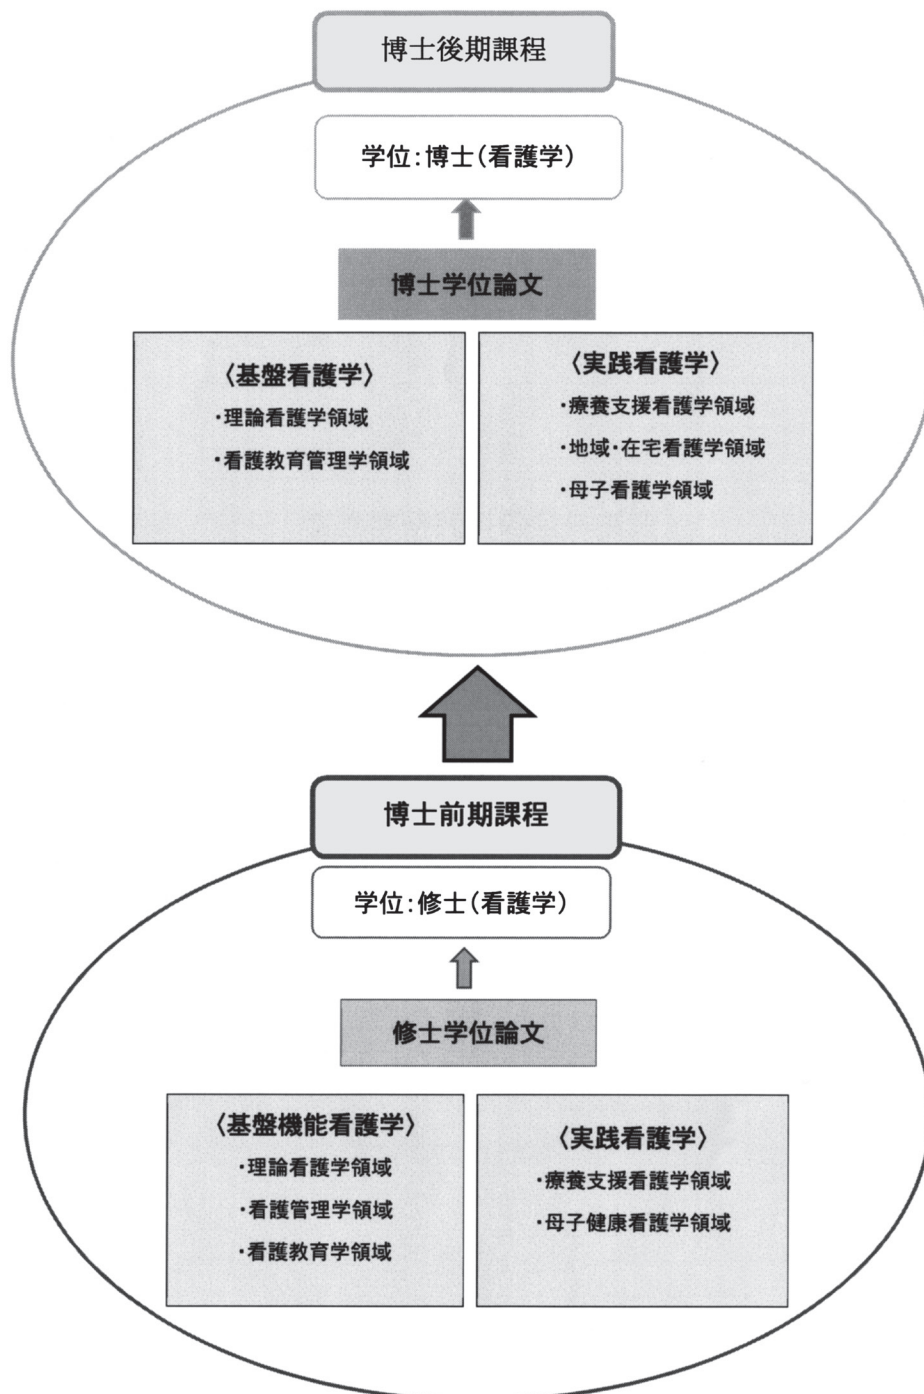 博士後期課程
学位:博士(看護学)
博士学位論文
〈基盤看護学〉
・理論看護学領域
・看護教育管理学領域
〈実践看護学〉
・療養支援看護学領域
・地域・在宅看護学領域
・母子看護学領域
博士前期課程
学位:修士(看護学)
修士学位論文
〈基盤機能看護学〉
・理論看護学領域
・看護管理学領域
・看護教育学領域
〈実践看護学〉
・療養支援看護学領域
・母子健康看護学領域